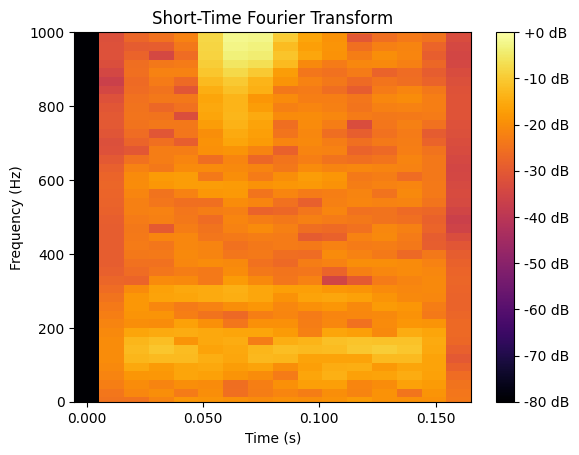 Short-Time Fourier Transform
Frequency (Hz)
1000
800
600
400
200
0
0.000 0.050 0.100 0.150
Time (s)
+0 dB
-10 dB
-20 dB
-30 dB
-40 dB
-50 dB
-60 dB
-70 dB
-80 dB